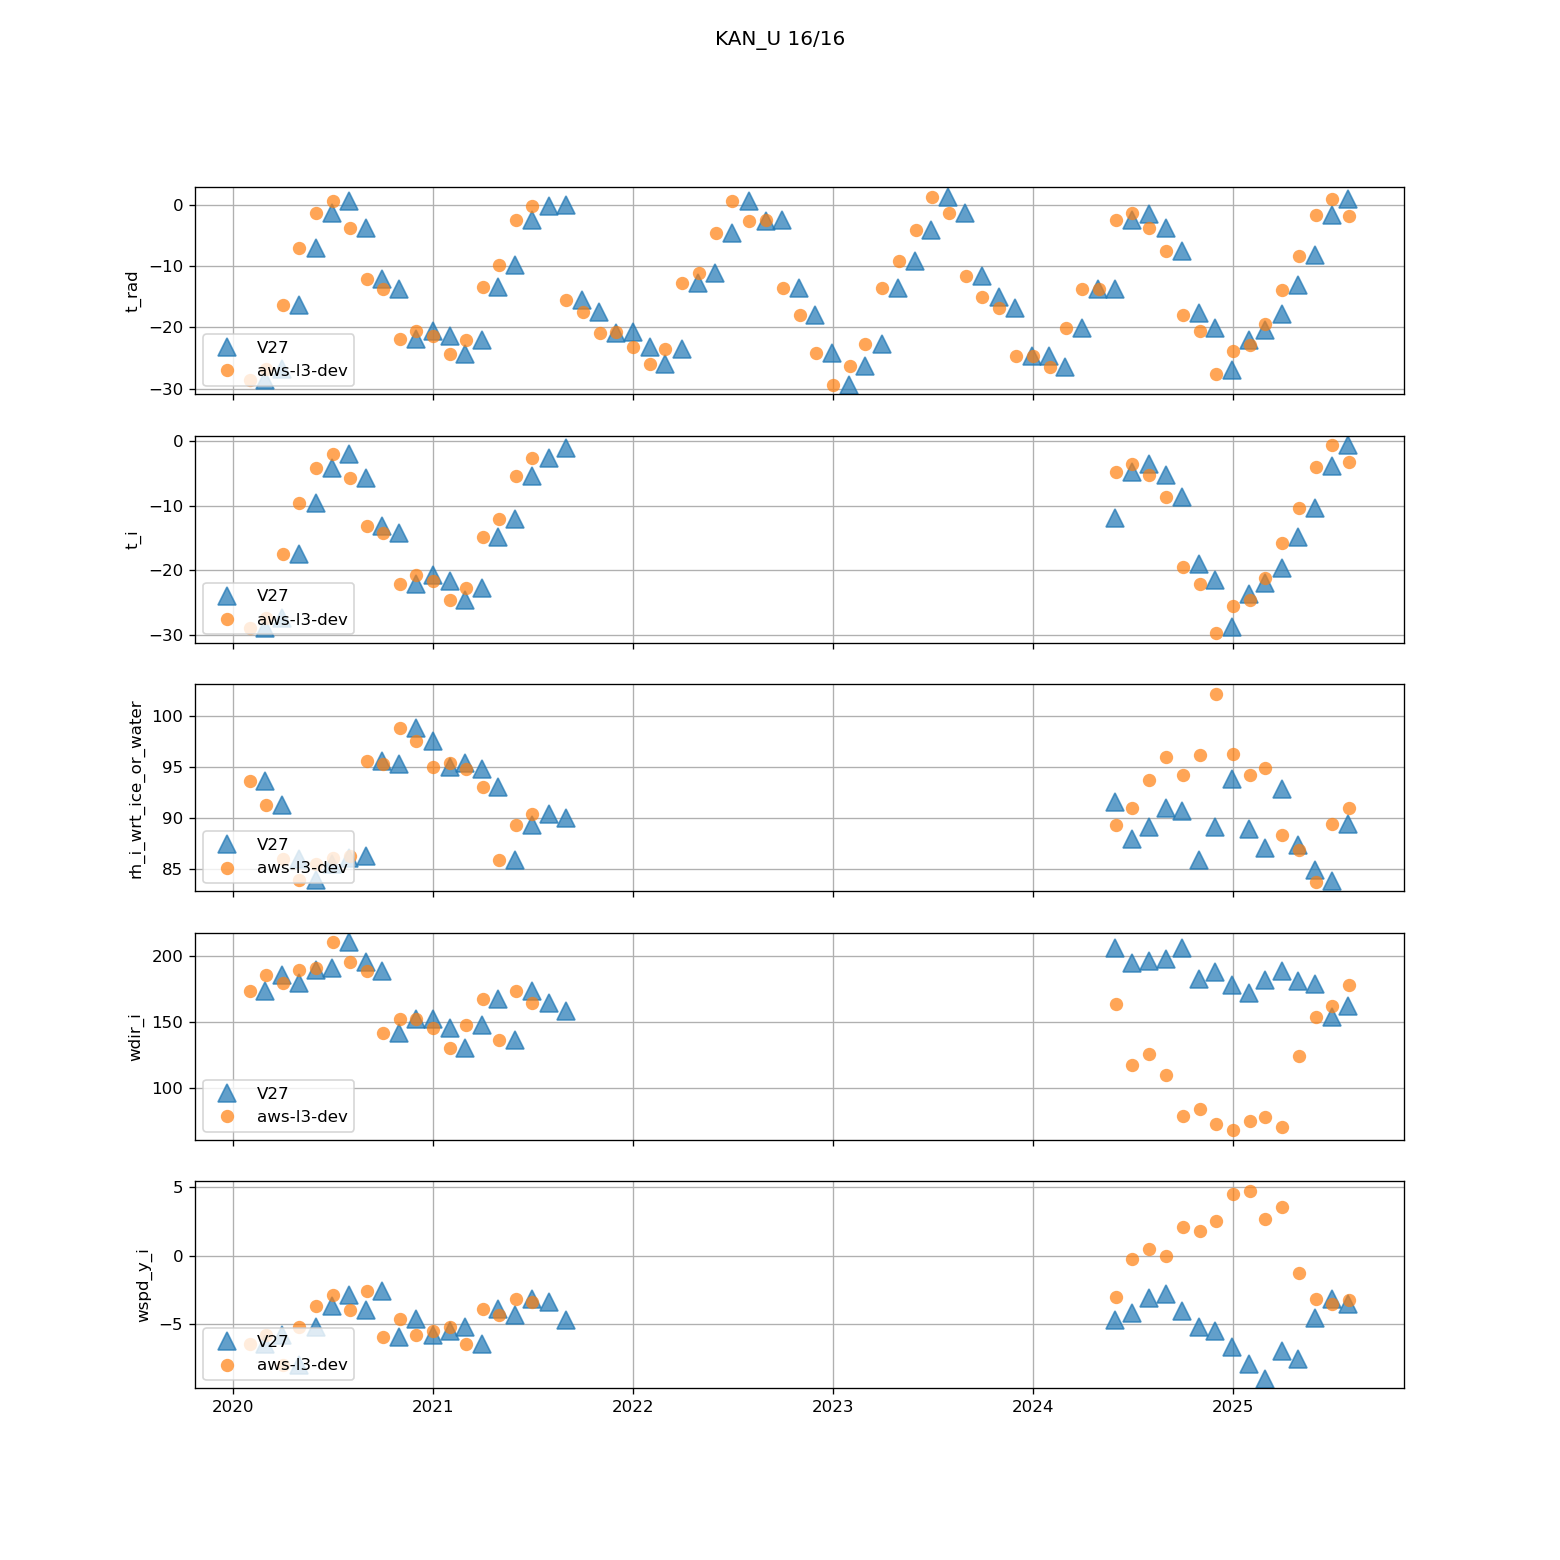 KAN_U 16/16
t_rad
0
−10
−20
−30
V27
aws-l3-dev
t_i
0
−10
−20
−30
V27
aws-l3-dev
rh_i_wrt_ice_or_water
100
95
90
85
V27
aws-l3-dev
wdir_i
200
150
100
V27
aws-l3-dev
wspd_y_i
5
0
−5
V27
aws-l3-dev
2020 2021 2022 2023 2024 2025